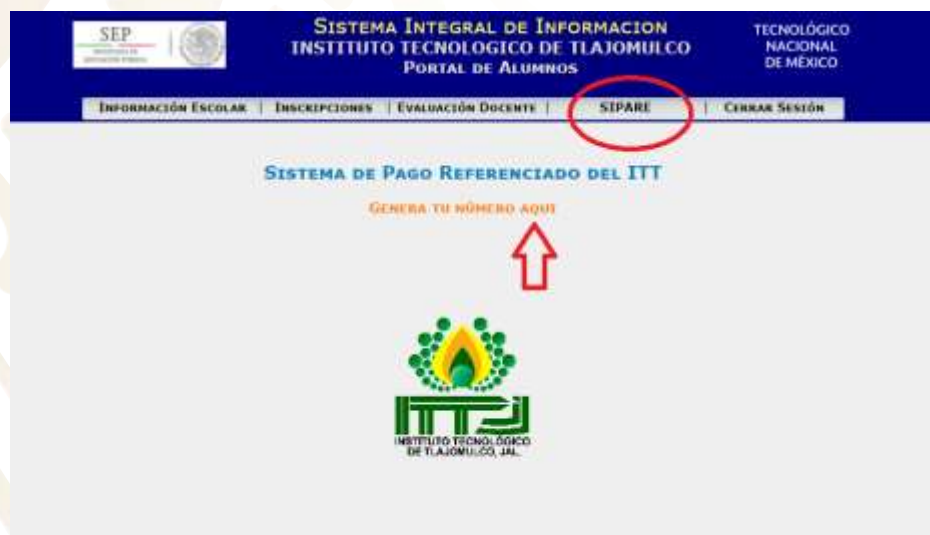 SEP
SISTEMA INTEGRAL DE INFORMACION
INSTITUTO TECNOLOGICO DE TLAJOMULCO
PORTAL DE ALUMNOS
TECNOLÓGICO
NACIONAL
DE MÉXICO
INFORMACIÓN ESCOLAR | INSCRIPCIONES | EVALUACIÓN DOCENTE | SIPARE | CERRAR SESIÓN
SISTEMA DE PAGO REFERENCIADO DEL ITT
GENERA TU NÚMERO AQUI
ITTJ
INSTITUTO TECNOLÓGICO
DE TLAJOMULCO, JAL.